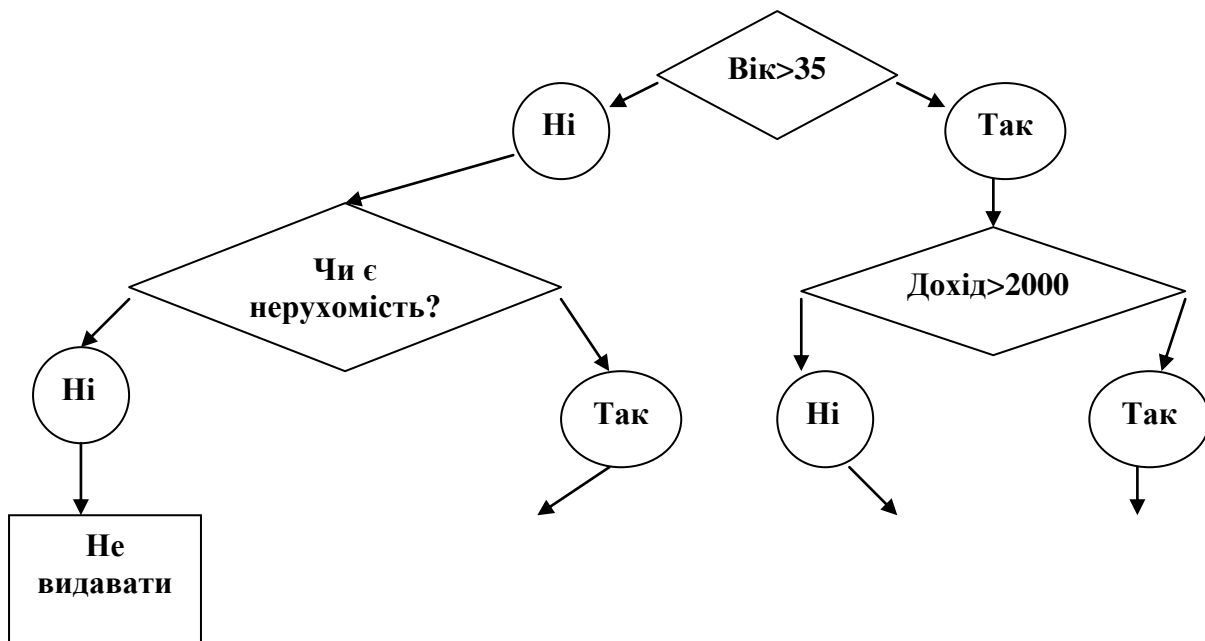 Вік>35
Ні
Так
Чи є
нерухомість?
Дохід>2000
Ні
Так
Ні
Так
Не
видавати